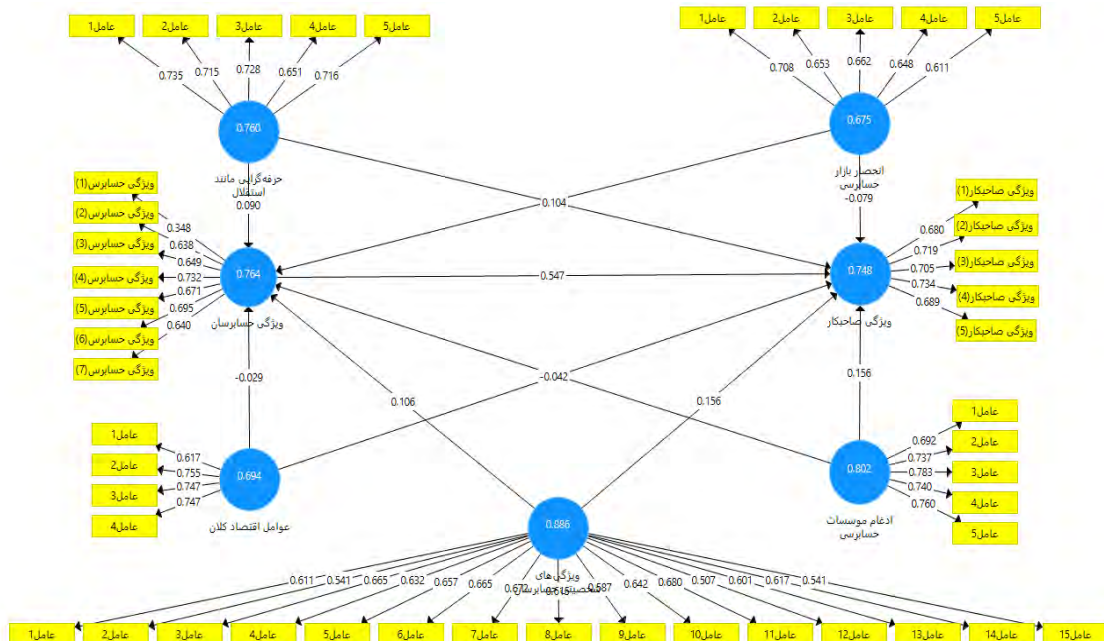 عامل1 عامل2 عامل3 عامل4 عامل5
عامل1 عامل2 عامل3 عامل4 عامل5
0.735 0.715 0.728 0.651 0.716
0.708 0.653 0.662 0.648 0.611
0.760
0.675
حرفه‌گرایی مانند
استقلال
انحصار بازار
حسابرسی
0.090
0.104
-0.079
ویژگی حسابرس(1)
ویژگی حسابرس(2)
ویژگی حسابرس(3)
ویژگی حسابرس(4)
ویژگی حسابرس(5)
ویژگی حسابرس(6)
ویژگی حسابرس(7)
0.348
0.638
0.649
0.732
0.671
0.695
0.640
0.764
ویژگی حسابرسان
0.547
0.748
ویژگی صاحبکار
0.680
0.719
0.705
0.734
0.689
ویژگی صاحبکار(1)
ویژگی صاحبکار(2)
ویژگی صاحبکار(3)
ویژگی صاحبکار(4)
ویژگی صاحبکار(5)
-0.029
-0.042
0.156
0.106
0.156
عامل1
عامل2
عامل3
عامل4
0.617
0.755
0.747
0.747
0.694
عوامل اقتصاد کلان
0.802
ادغام موسسات
حسابرسی
0.692
0.737
0.783
0.740
0.760
عامل1
عامل2
عامل3
عامل4
عامل5
0.886
ویژگی‌های
شخصیتی حسابرسان
0.611 0.541 0.665 0.632 0.657 0.665 0.672 0.615 0.587 0.642 0.680 0.507 0.601 0.617 0.541
عامل1 عامل2 عامل3 عامل4 عامل5 عامل6 عامل7 عامل8 عامل9 عامل10 عامل11 عامل12 عامل13 عامل14 عامل15